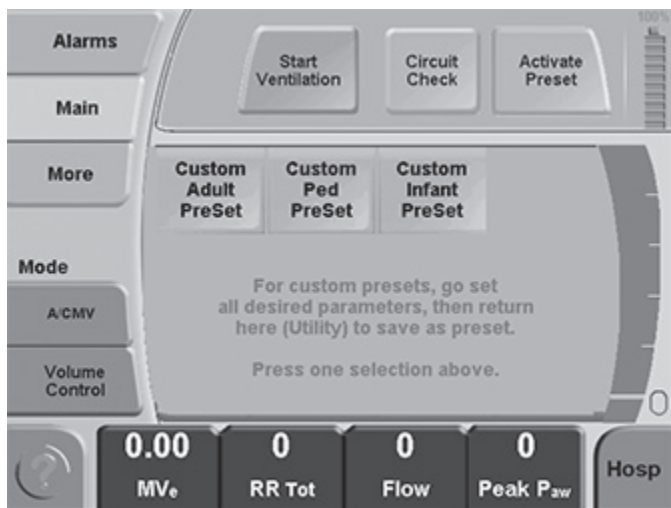 Alarms
Main
More
Mode
A/CMV
Volume
Control
Start
Ventilation
Circuit
Check
Activate
Preset
100%
Custom
Adult
PreSet
Custom
Ped
PreSet
Custom
Infant
PreSet
For custom presets, go set
all desired parameters, then return
here (Utility) to save as preset.
Press one selection above.
0
?
0.00
MVe
0
RR Tot
0
Flow
0
Peak Paw
Hosp